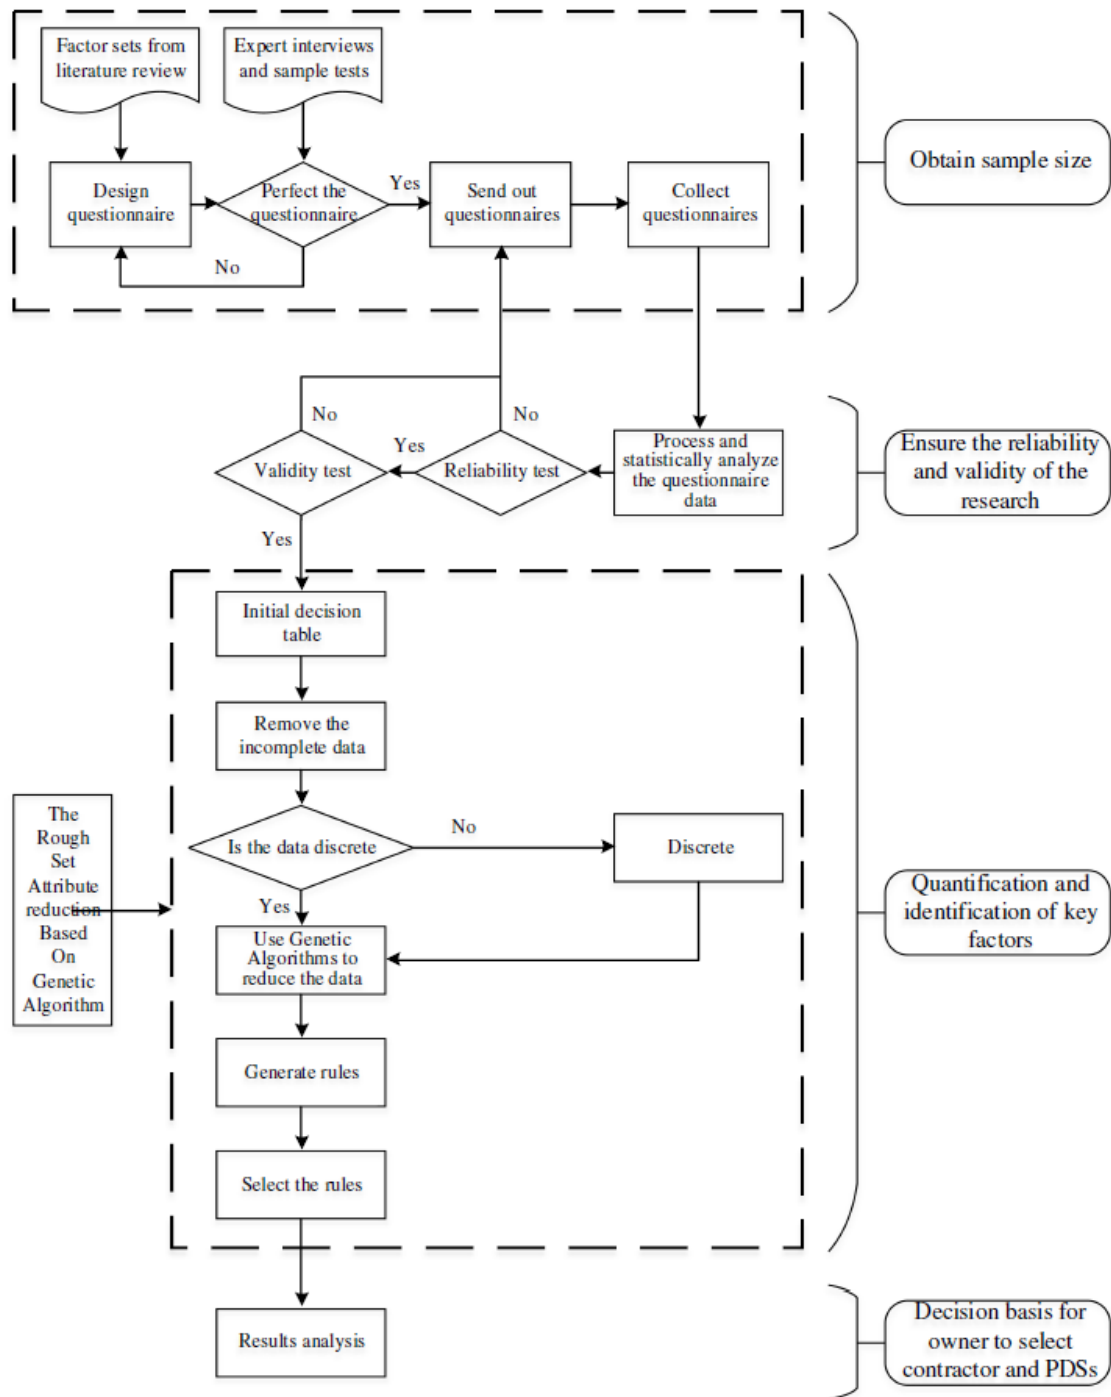 Factor sets from
literature review
Expert interviews
and sample tests
Design
questionnaire
Perfect the
questionnaire
Yes
Send out
questionnaires
Collect
questionnaires
No
Obtain sample size
No
No
Validity test
Yes
Reliability test
Process and
statistically analyze
the questionnaire
data
Ensure the reliability
and validity of the
research
Yes
Initial decision
table
Remove the
incomplete data
Is the data discrete
No
Discrete
Yes
Use Genetic
Algorithms to
reduce the data
The
Rough
Set
Attribute
reduction
Based
On
Genetic
Algorithm
Quantification and
identification of key
factors
Generate rules
Select the rules
Results analysis
Decision basis for
owner to select
contractor and PDSs